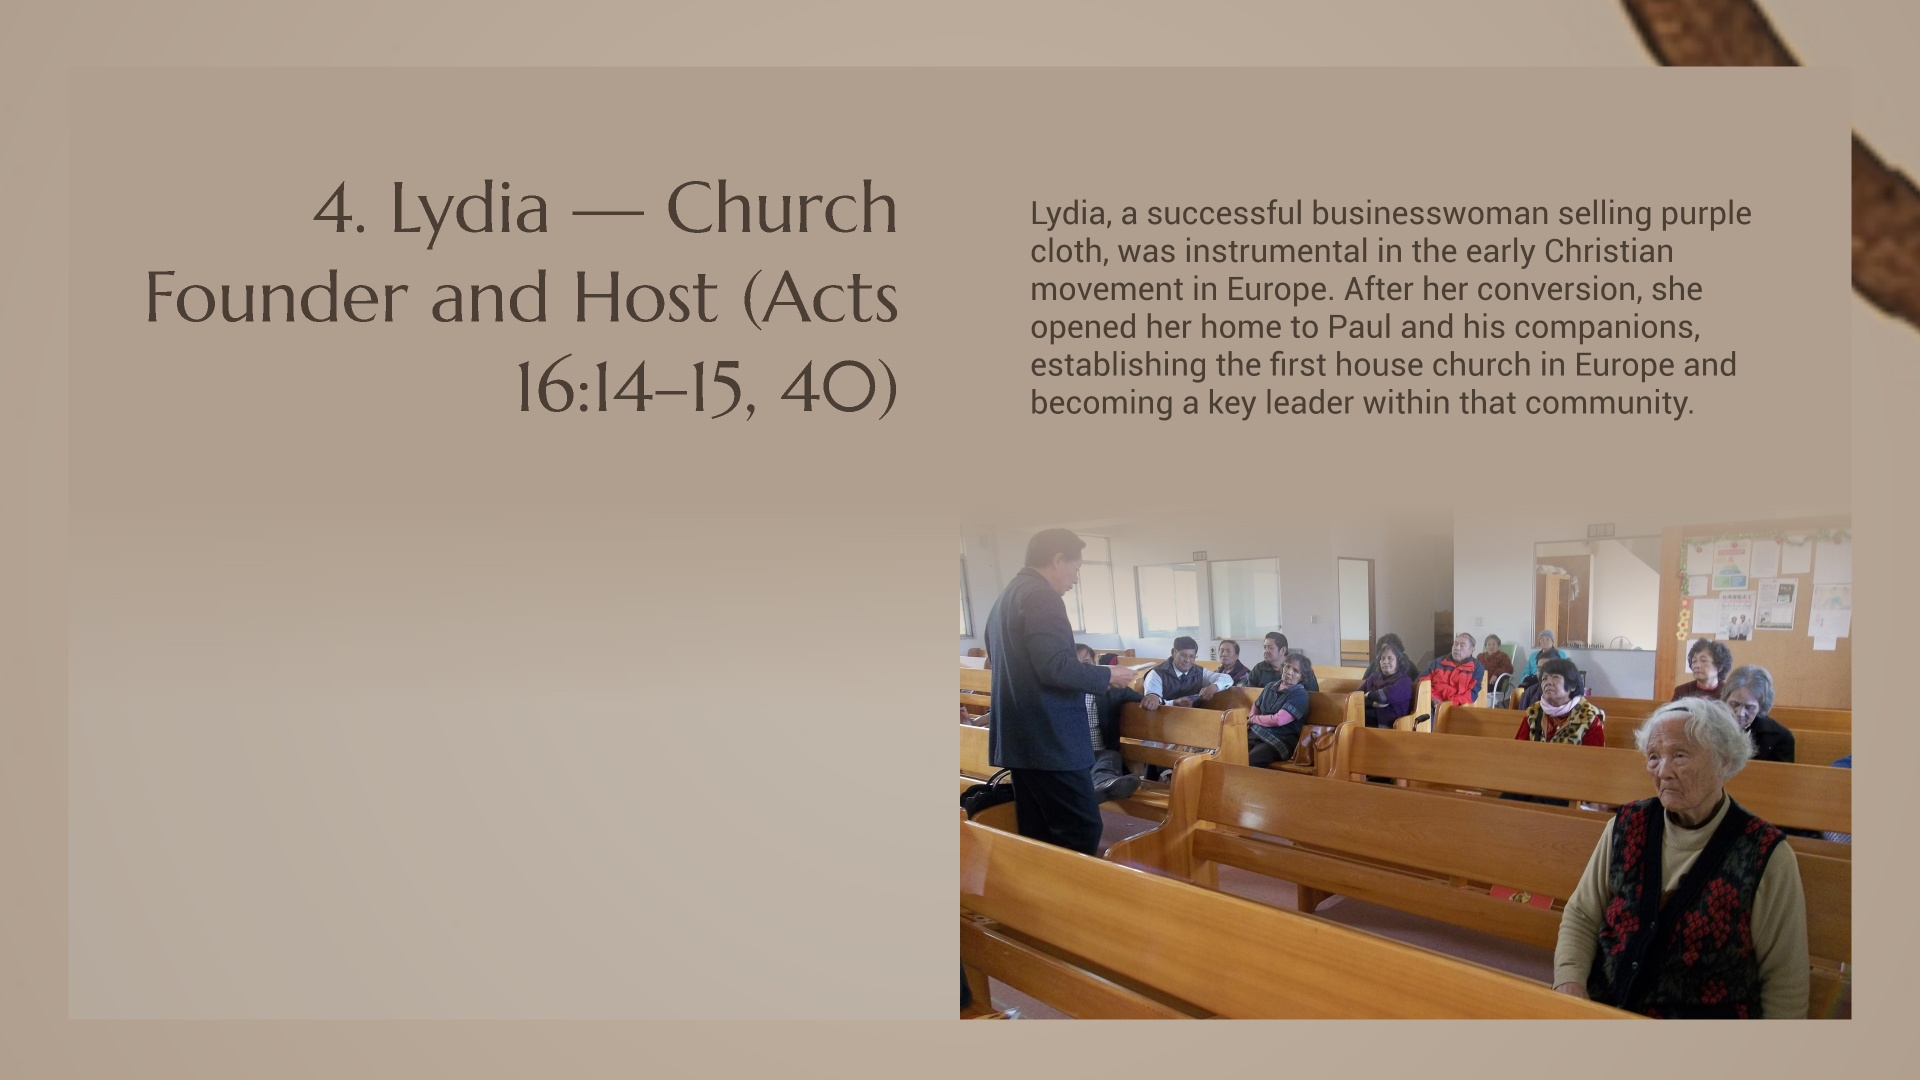 4. Lydia — Church
Founder and Host (Acts
16:14–15, 40)
Lydia, a successful businesswoman selling purple
cloth, was instrumental in the early Christian
movement in Europe. After her conversion, she
opened her home to Paul and his companions,
establishing the first house church in Europe and
becoming a key leader within that community.